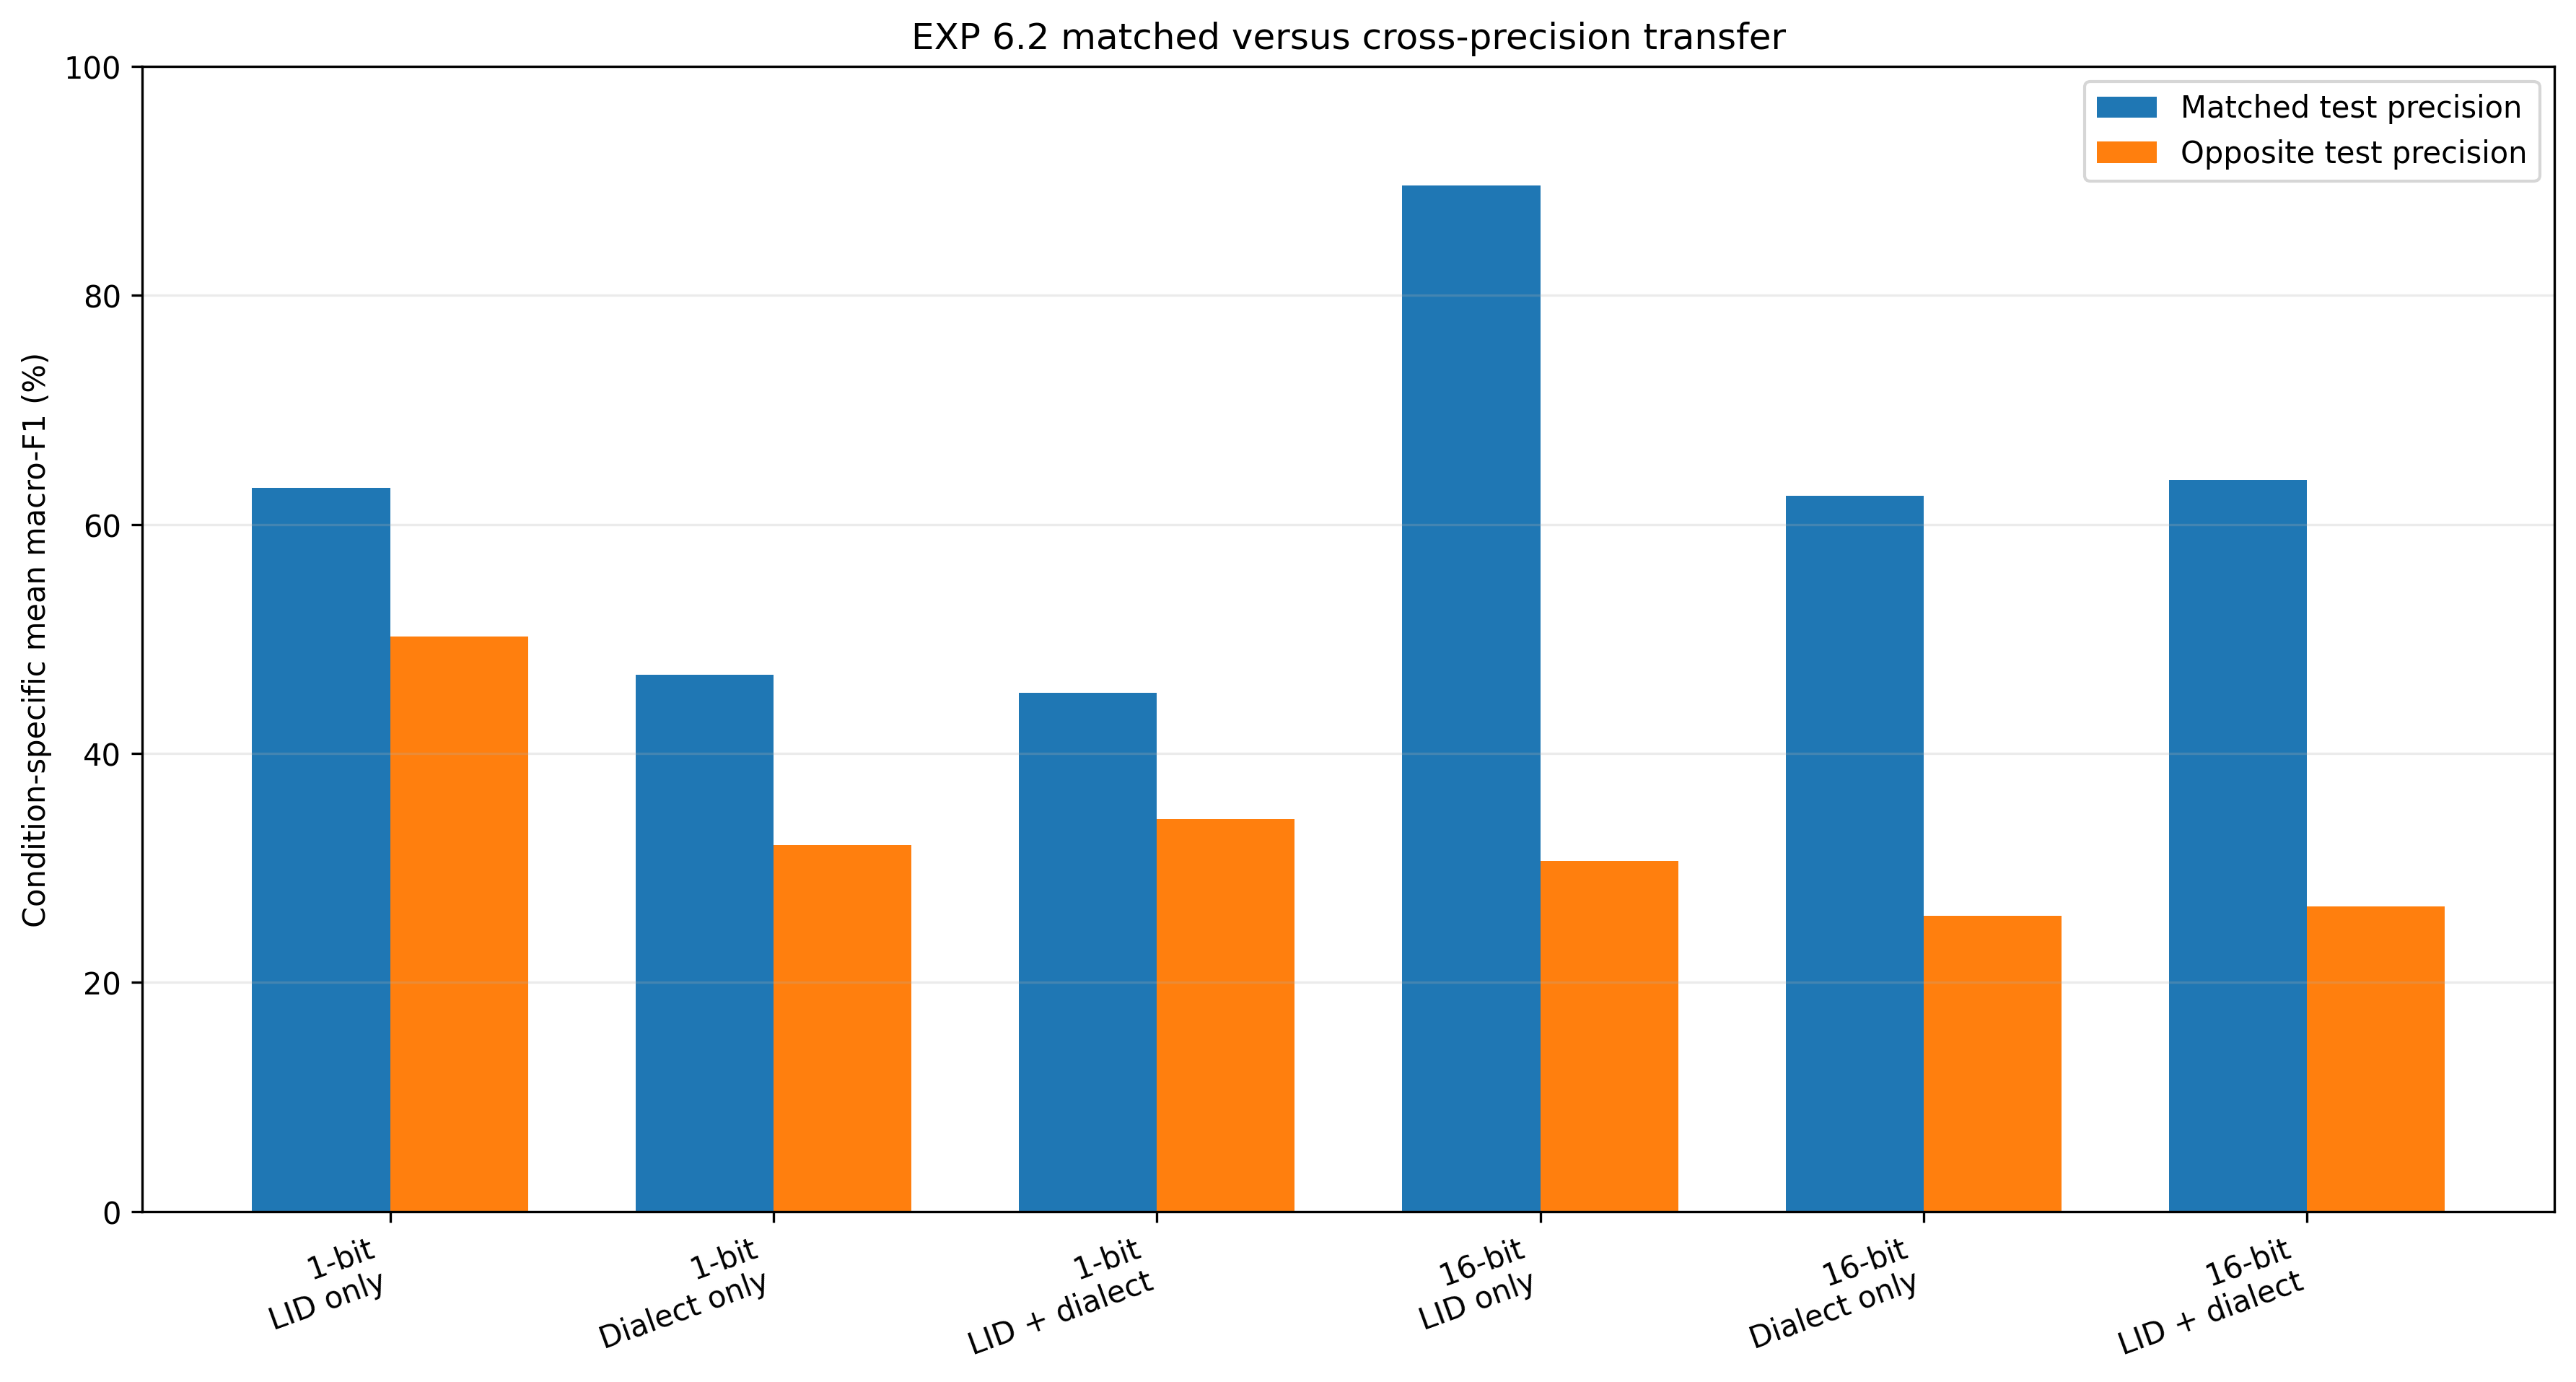 EXP 6.2 matched versus cross-precision transfer
Condition-specific mean macro-F1 (%)
100
80
60
40
20
0
Matched test precision
Opposite test precision
1-bit
LID only
1-bit
Dialect only
1-bit
LID + dialect
16-bit
LID only
16-bit
Dialect only
16-bit
LID + dialect